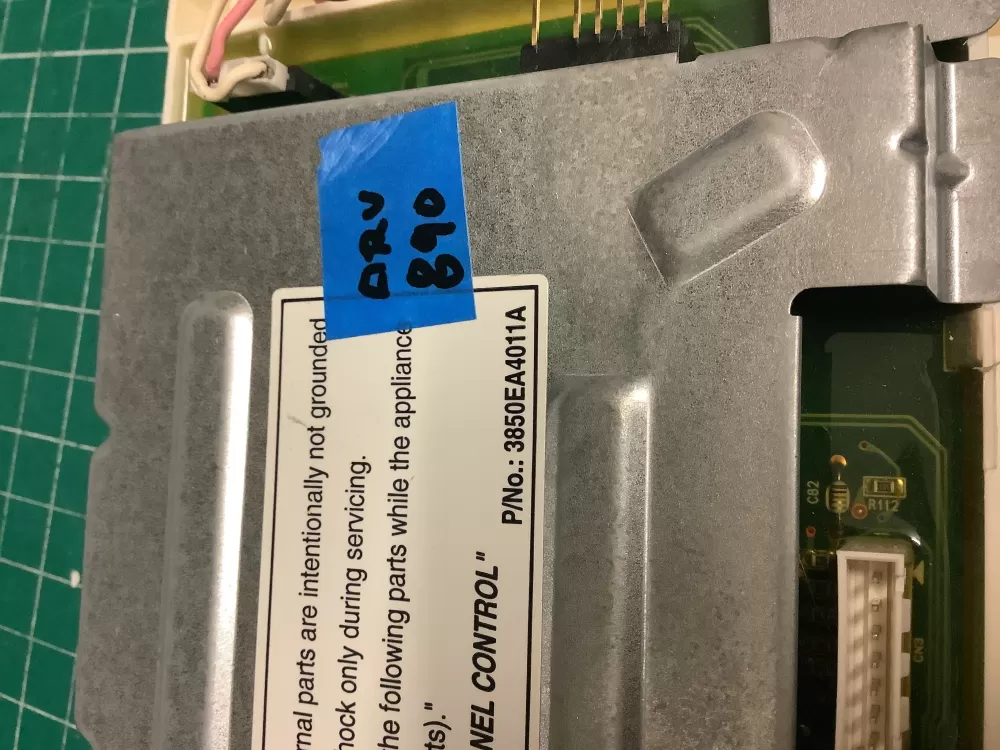 DRV
890
rnal parts are intentionally not grounded
hock only during servicing.
the following parts while the appliance
ts)."
NEL CONTROL"
P/No.: 3850EA4011A
C82
R112
CN3